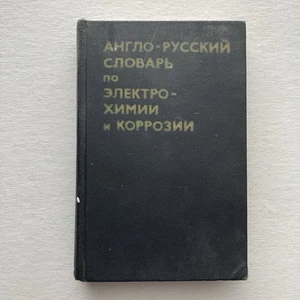 АНГЛО-РУССКИЙ
СЛОВАРЬ
ПО
ЭЛЕКТРО-
ХИМИИ
И КОРРОЗИИ